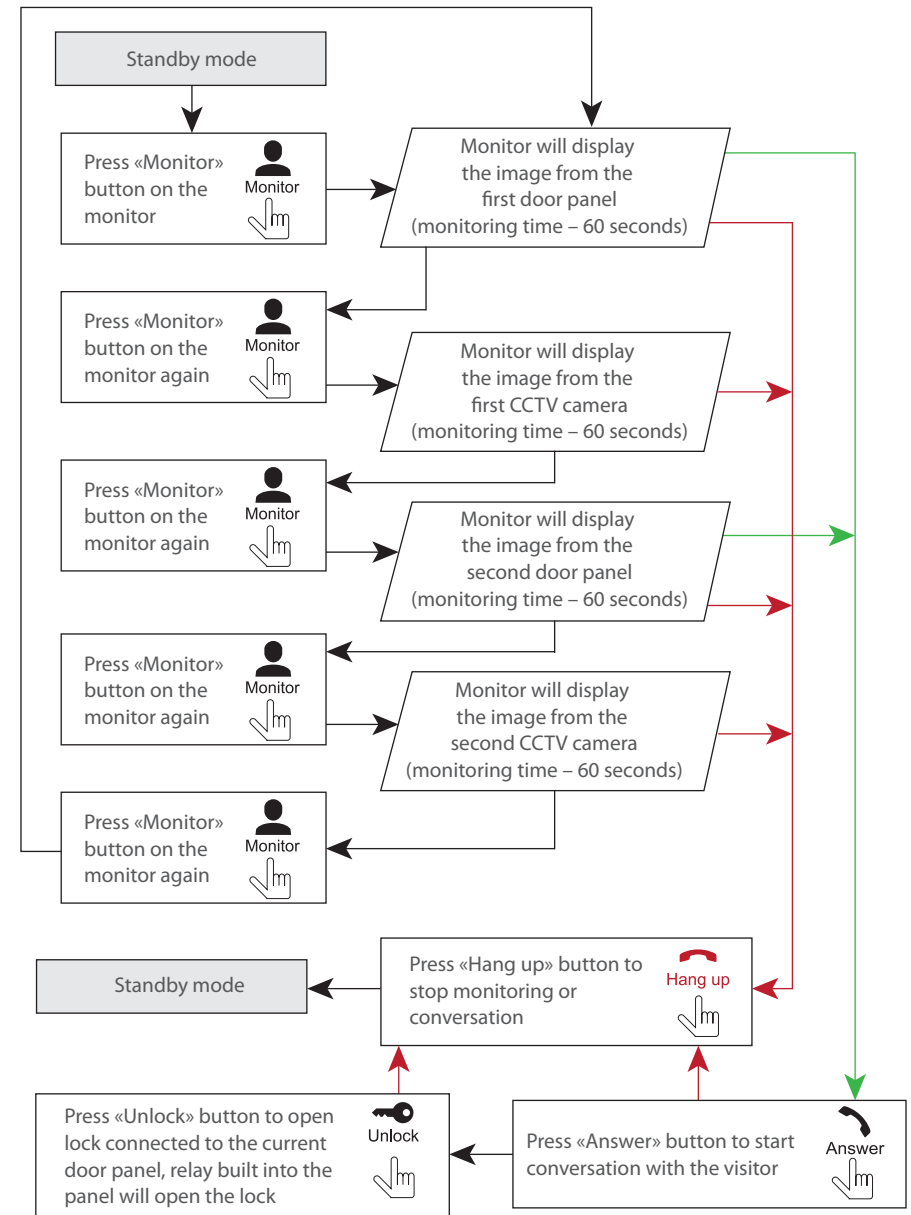 Standby mode
Press «Monitor»
button on the
monitor
Monitor
Monitor will display
the image from the
first door panel
(monitoring time – 60 seconds)
Press «Monitor»
button on the
monitor again
Monitor
Monitor will display
the image from the
first CCTV camera
(monitoring time – 60 seconds)
Press «Monitor»
button on the
monitor again
Monitor
Monitor will display
the image from the
second door panel
(monitoring time – 60 seconds)
Press «Monitor»
button on the
monitor again
Monitor
Monitor will display
the image from the
second CCTV camera
(monitoring time – 60 seconds)
Press «Monitor»
button on the
monitor again
Monitor
Standby mode
Press «Hang up» button to
stop monitoring or
conversation
Hang up
Press «Unlock» button to open
lock connected to the current
door panel, relay built into the
panel will open the lock
Unlock
Press «Answer» button to start
conversation with the visitor
Answer